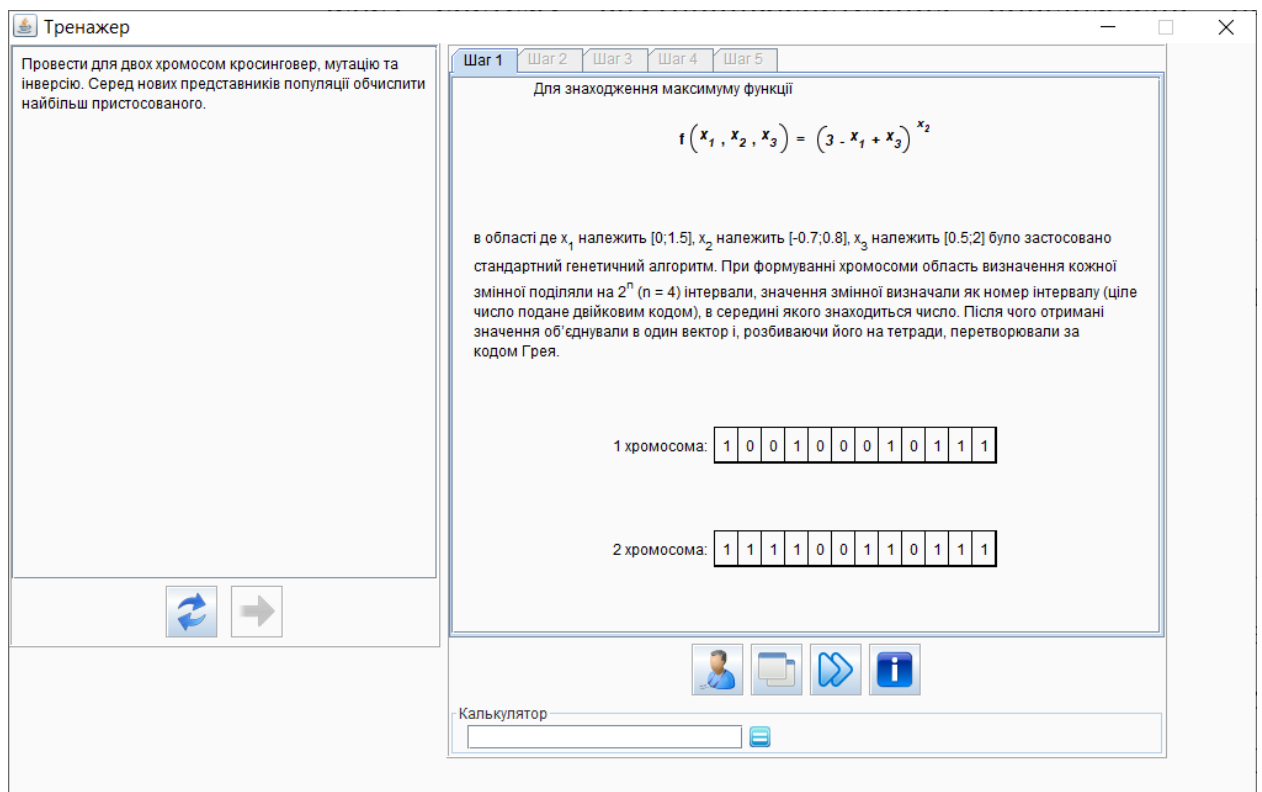 Тренажер
Провести для двох хромосом кросинговер, мутацію та
інверсію. Серед нових представників популяції обчислити
найбільш пристосованого.
Шаг 1 Шаг 2 Шаг 3 Шаг 4 Шаг 5
Для знаходження максимуму функції
f ( x₁ , x₂ , x₃ ) = ( 3 - x₁ + x₃ )^x₂
в області де x₁ належить [0;1.5], x₂ належить [-0.7;0.8], x₃ належить [0.5;2] було застосовано
стандартний генетичний алгоритм. При формуванні хромосоми область визначення кожної
змінної поділяли на 2ⁿ (n = 4) інтервали, значення змінної визначали як номер інтервалу (ціле
число подане двійковим кодом), в середині якого знаходиться число. Після чого отримані
значення об'єднували в один вектор і, розбиваючи його на тетради, перетворювали за
кодом Грея.
1 хромосома: 1 0 0 1 0 0 0 1 0 1 1 1
2 хромосома: 1 1 1 1 0 0 1 1 0 1 1 1
Калькулятор